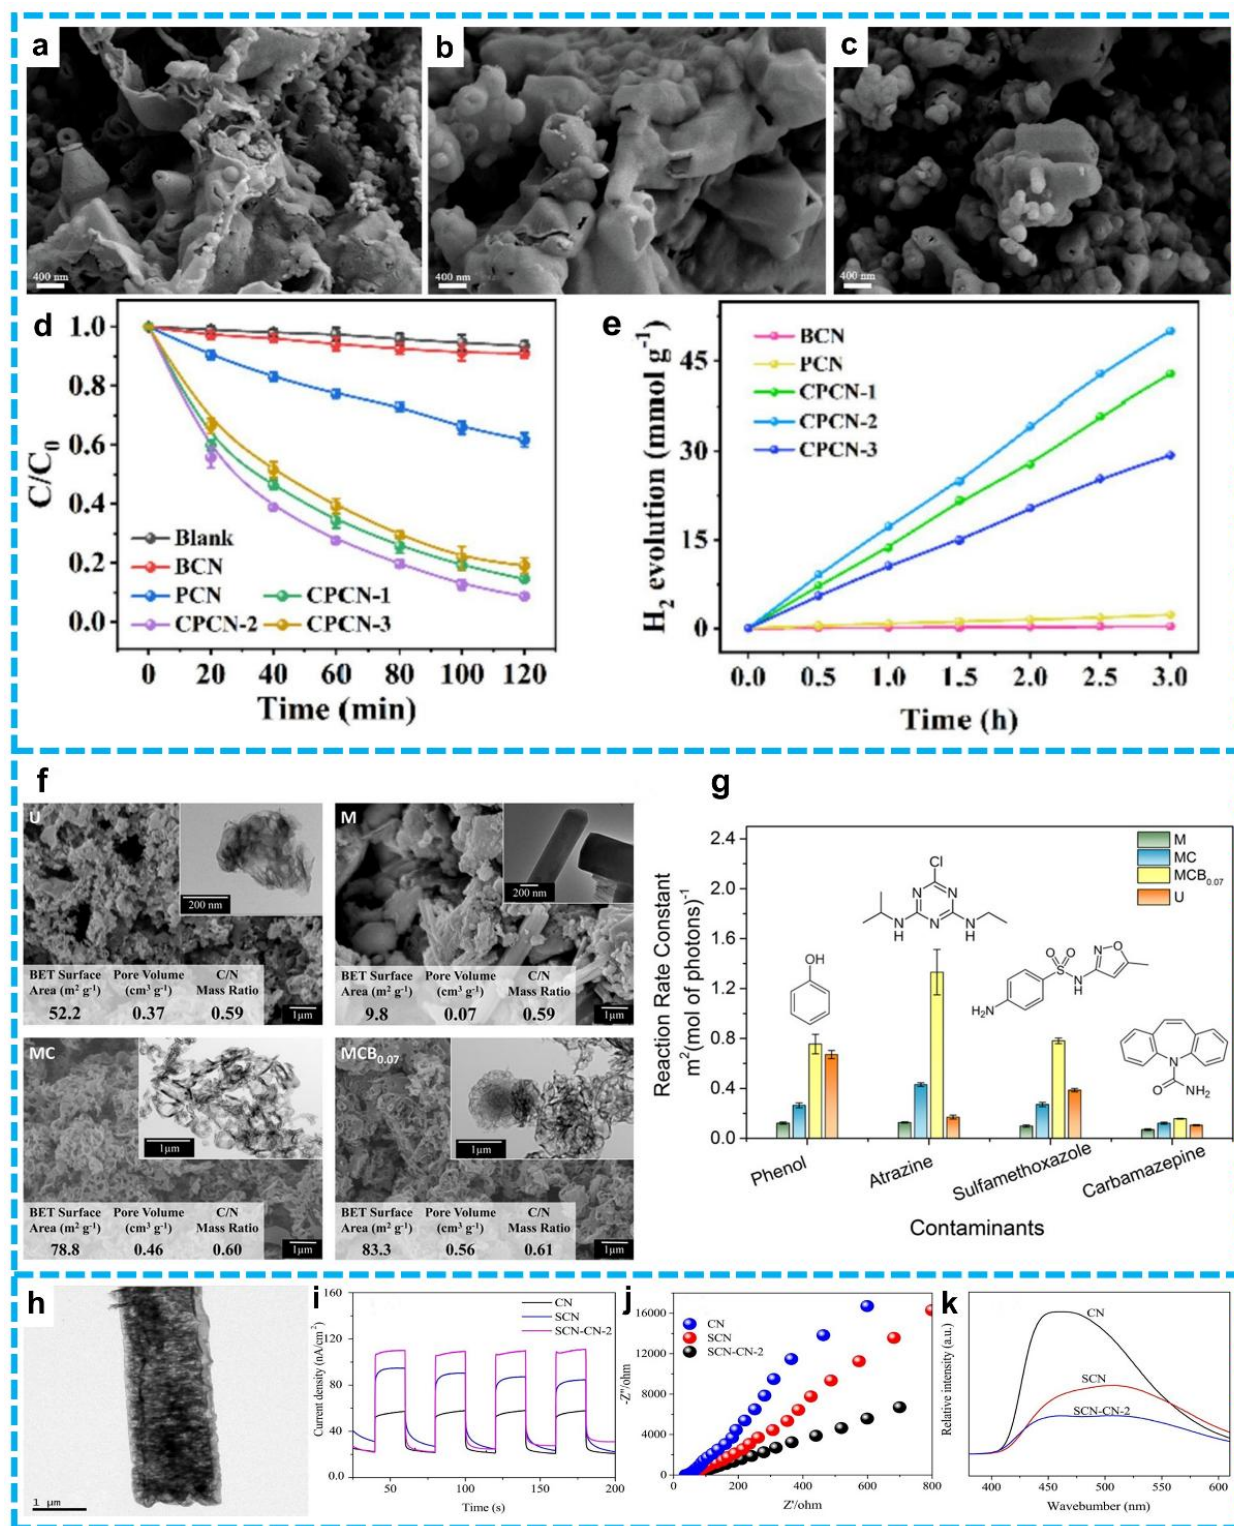 a
b
c
400 nm
400 nm
400 nm
d
1.0
0.8
0.6
0.4
0.2
0.0
C/C0
Blank
BCN
PCN
CPCN-1
CPCN-2
CPCN-3
0 20 40 60 80 100 120
Time (min)
e
45
30
15
0
H2 evolution (mmol g-1)
BCN
PCN
CPCN-1
CPCN-2
CPCN-3
0.0 0.5 1.0 1.5 2.0 2.5 3.0
Time (h)
f
U
200 nm
BET Surface Pore Volume C/N
Area (m2 g-1) (cm3 g-1) Mass Ratio
52.2 0.37 0.59
1μm
M
200 nm
BET Surface Pore Volume C/N
Area (m2 g-1) (cm3 g-1) Mass Ratio
9.8 0.07 0.59
1μm
MC
1μm
BET Surface Pore Volume C/N
Area (m2 g-1) (cm3 g-1) Mass Ratio
78.8 0.46 0.60
1μm
MCB0.07
1μm
BET Surface Pore Volume C/N
Area (m2 g-1) (cm3 g-1) Mass Ratio
83.3 0.56 0.61
1μm
g
2.4
2.0
1.6
1.2
0.8
0.4
0.0
Reaction Rate Constant
m2(mol of photons)-1
M
MC
MCB0.07
U
OH
Cl
N N
N N N
H H
O O
S
N O
NH
H2N
N
O NH2
Phenol
Atrazine
Sulfamethoxazole
Carbamazepine
Contaminants
h
1 μm
i
160
120
80
40
0.0
Current density (nA/cm2)
CN
SCN
SCN-CN-2
40 80 120 160 200
Time (s)
j
16000
12000
8000
4000
0
-Z''/ohm
CN
SCN
SCN-CN-2
0 200 400 600 800
Z'/ohm
k
Relative intensity (a.u.)
CN
SCN
SCN-CN-2
400 450 500 550 600
Wavebumber (nm)